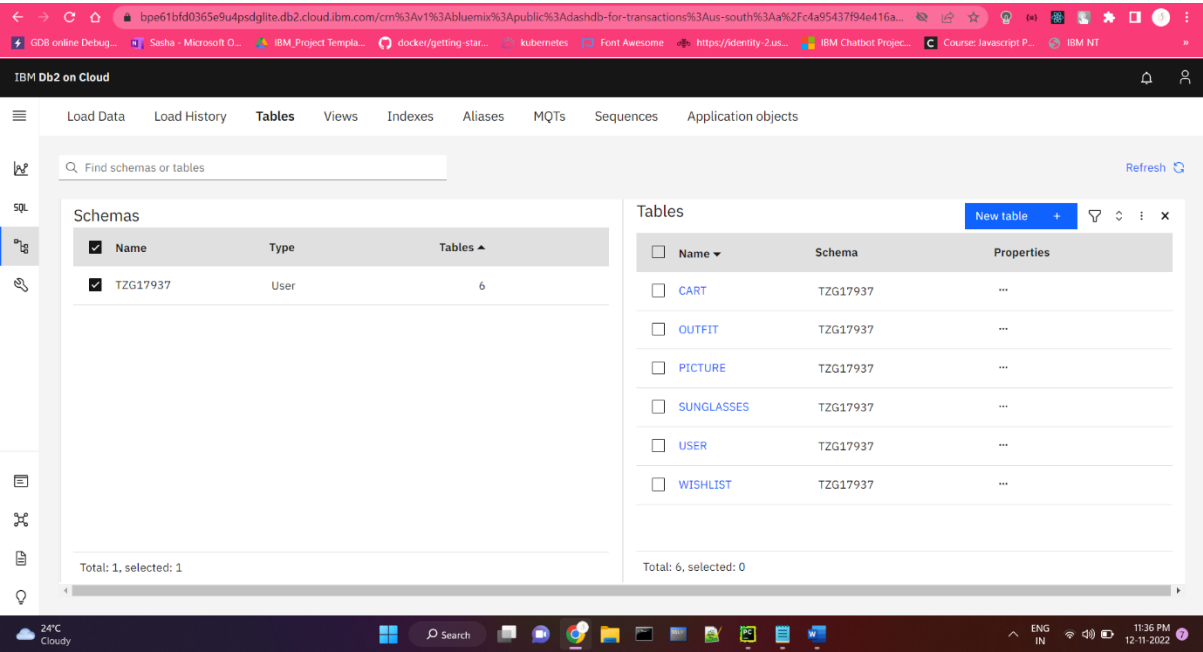 bpe61bfd0365e9u4psdglite.db2.cloud.ibm.com/crn%3Av1%3Abluemix%3Apublic%3Adashdb-for-transactions%3Aus-south%3Aa%2Fc4a95437f94e416a...
GDB online Debug... Sasha - Microsoft O... IBM_Project Templa... docker/getting-star... kubernetes Font Awesome https://identity-2.us... IBM Chatbot Projec... Course: Javascript P... IBM NT »
IBM Db2 on Cloud
Load Data Load History Tables Views Indexes Aliases MQTs Sequences Application objects
Find schemas or tables Refresh
SQL
Schemas Tables New table +
Name Type Tables Name Schema Properties
TZG17937 User 6
CART TZG17937 ...
OUTFIT TZG17937 ...
PICTURE TZG17937 ...
SUNGLASSES TZG17937 ...
USER TZG17937 ...
WISHLIST TZG17937 ...
Total: 1, selected: 1 Total: 6, selected: 0
24°C
Cloudy
Search
ENG
IN
11:36 PM
12-11-2022
7